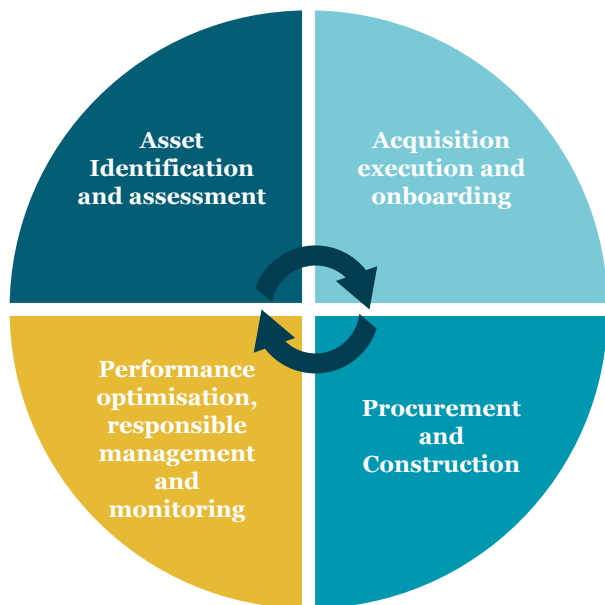 Asset
Identification
and assessment
Acquisition
execution and
onboarding
Performance
optimisation,
responsible
management
and
monitoring
Procurement
and
Construction